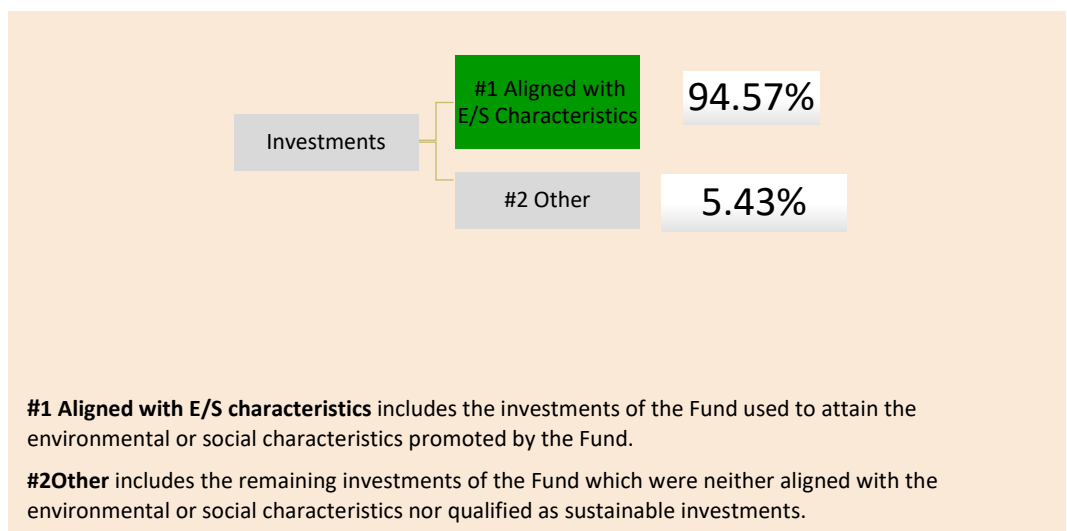 #1 Aligned with
E/S Characteristics
94.57%
Investments
#2 Other
5.43%
#1 Aligned with E/S characteristics includes the investments of the Fund used to attain the
environmental or social characteristics promoted by the Fund.
#2Other includes the remaining investments of the Fund which were neither aligned with the
environmental or social characteristics nor qualified as sustainable investments.